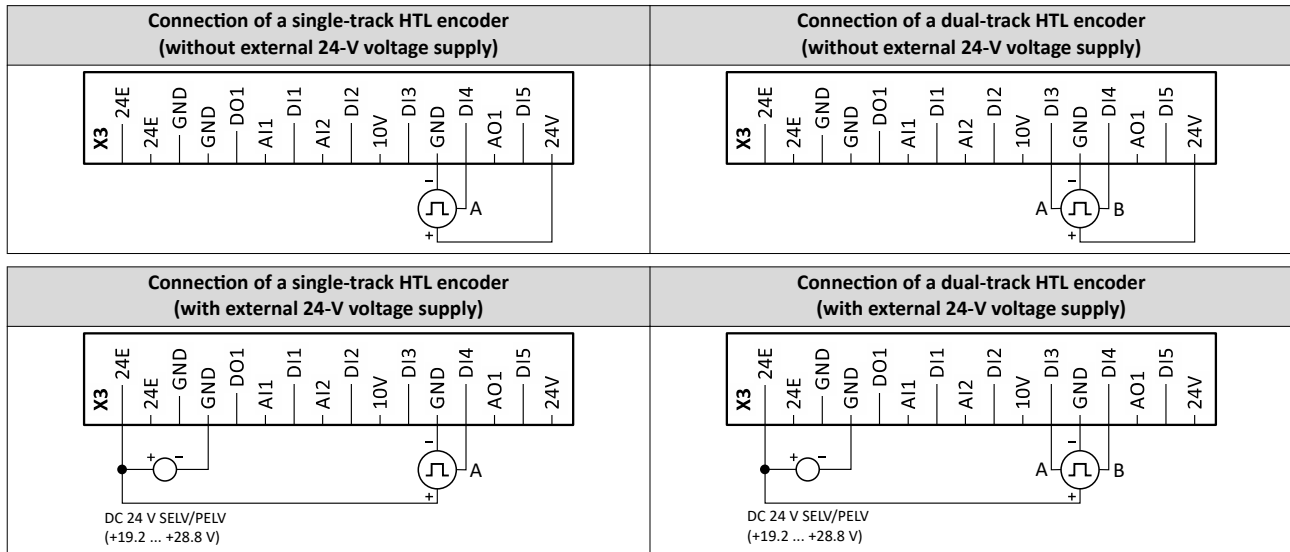 Connection of a single-track HTL encoder
(without external 24-V voltage supply)
X3
24E
24E
GND
GND
DO1
AI1
DI1
AI2
DI2
10V
DI3
GND
DI4
AO1
DI5
24V
−
A
+
Connection of a dual-track HTL encoder
(without external 24-V voltage supply)
X3
24E
24E
GND
GND
DO1
AI1
DI1
AI2
DI2
10V
DI3
GND
DI4
AO1
DI5
24V
−
A
B
+
Connection of a single-track HTL encoder
(with external 24-V voltage supply)
X3
24E
24E
GND
GND
DO1
AI1
DI1
AI2
DI2
10V
DI3
GND
DI4
AO1
DI5
24V
+ −
−
A
+
DC 24 V SELV/PELV
(+19.2 ... +28.8 V)
Connection of a dual-track HTL encoder
(with external 24-V voltage supply)
X3
24E
24E
GND
GND
DO1
AI1
DI1
AI2
DI2
10V
DI3
GND
DI4
AO1
DI5
24V
+ −
−
A
B
+
DC 24 V SELV/PELV
(+19.2 ... +28.8 V)